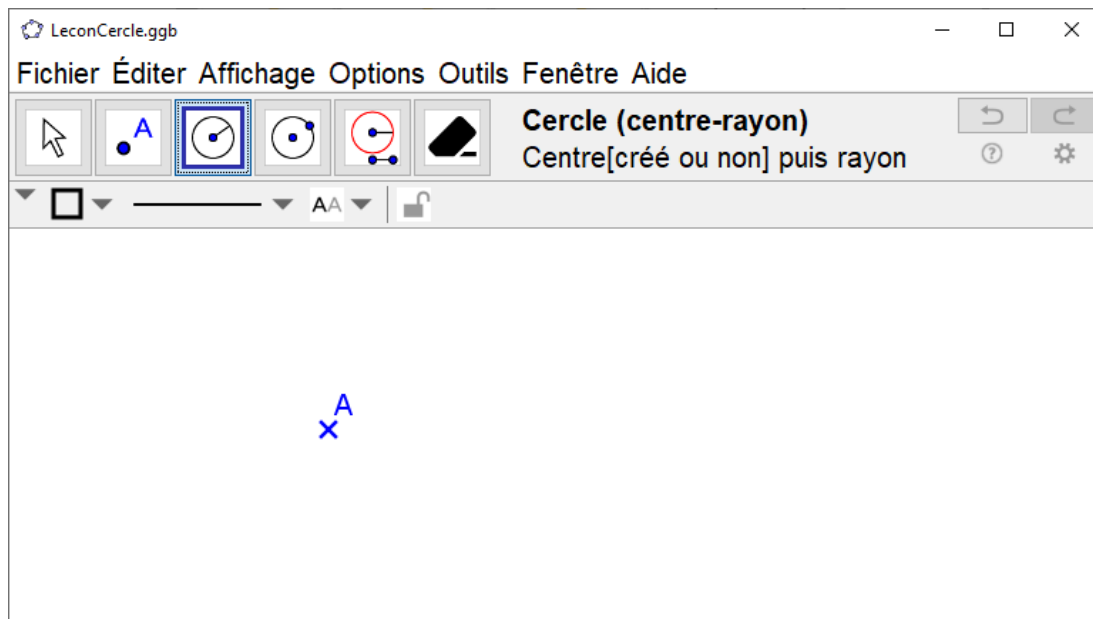 LeconCercle.ggb
Fichier Éditer Affichage Options Outils Fenêtre Aide
A
Cercle (centre-rayon)
Centre[créé ou non] puis rayon
AA
A